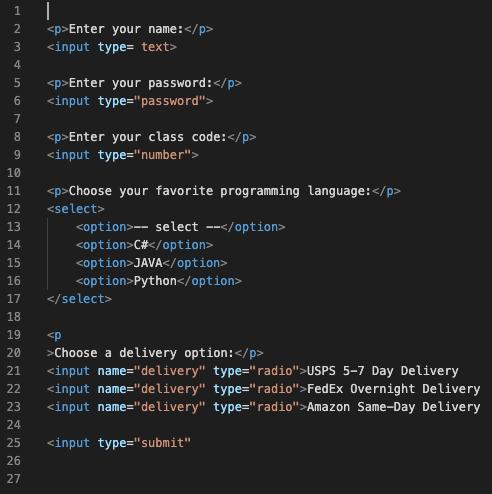 1
2 <p>Enter your name:</p>
3 <input type= text>
4
5 <p>Enter your password:</p>
6 <input type="password">
7
8 <p>Enter your class code:</p>
9 <input type="number">
10
11 <p>Choose your favorite programming language:</p>
12 <select>
13     <option>-- select --</option>
14     <option>C#</option>
15     <option>JAVA</option>
16     <option>Python</option>
17 </select>
18
19 <p
20 >Choose a delivery option:</p>
21 <input name="delivery" type="radio">USPS 5-7 Day Delivery
22 <input name="delivery" type="radio">FedEx Overnight Delivery
23 <input name="delivery" type="radio">Amazon Same-Day Delivery
24
25 <input type="submit"
26
27